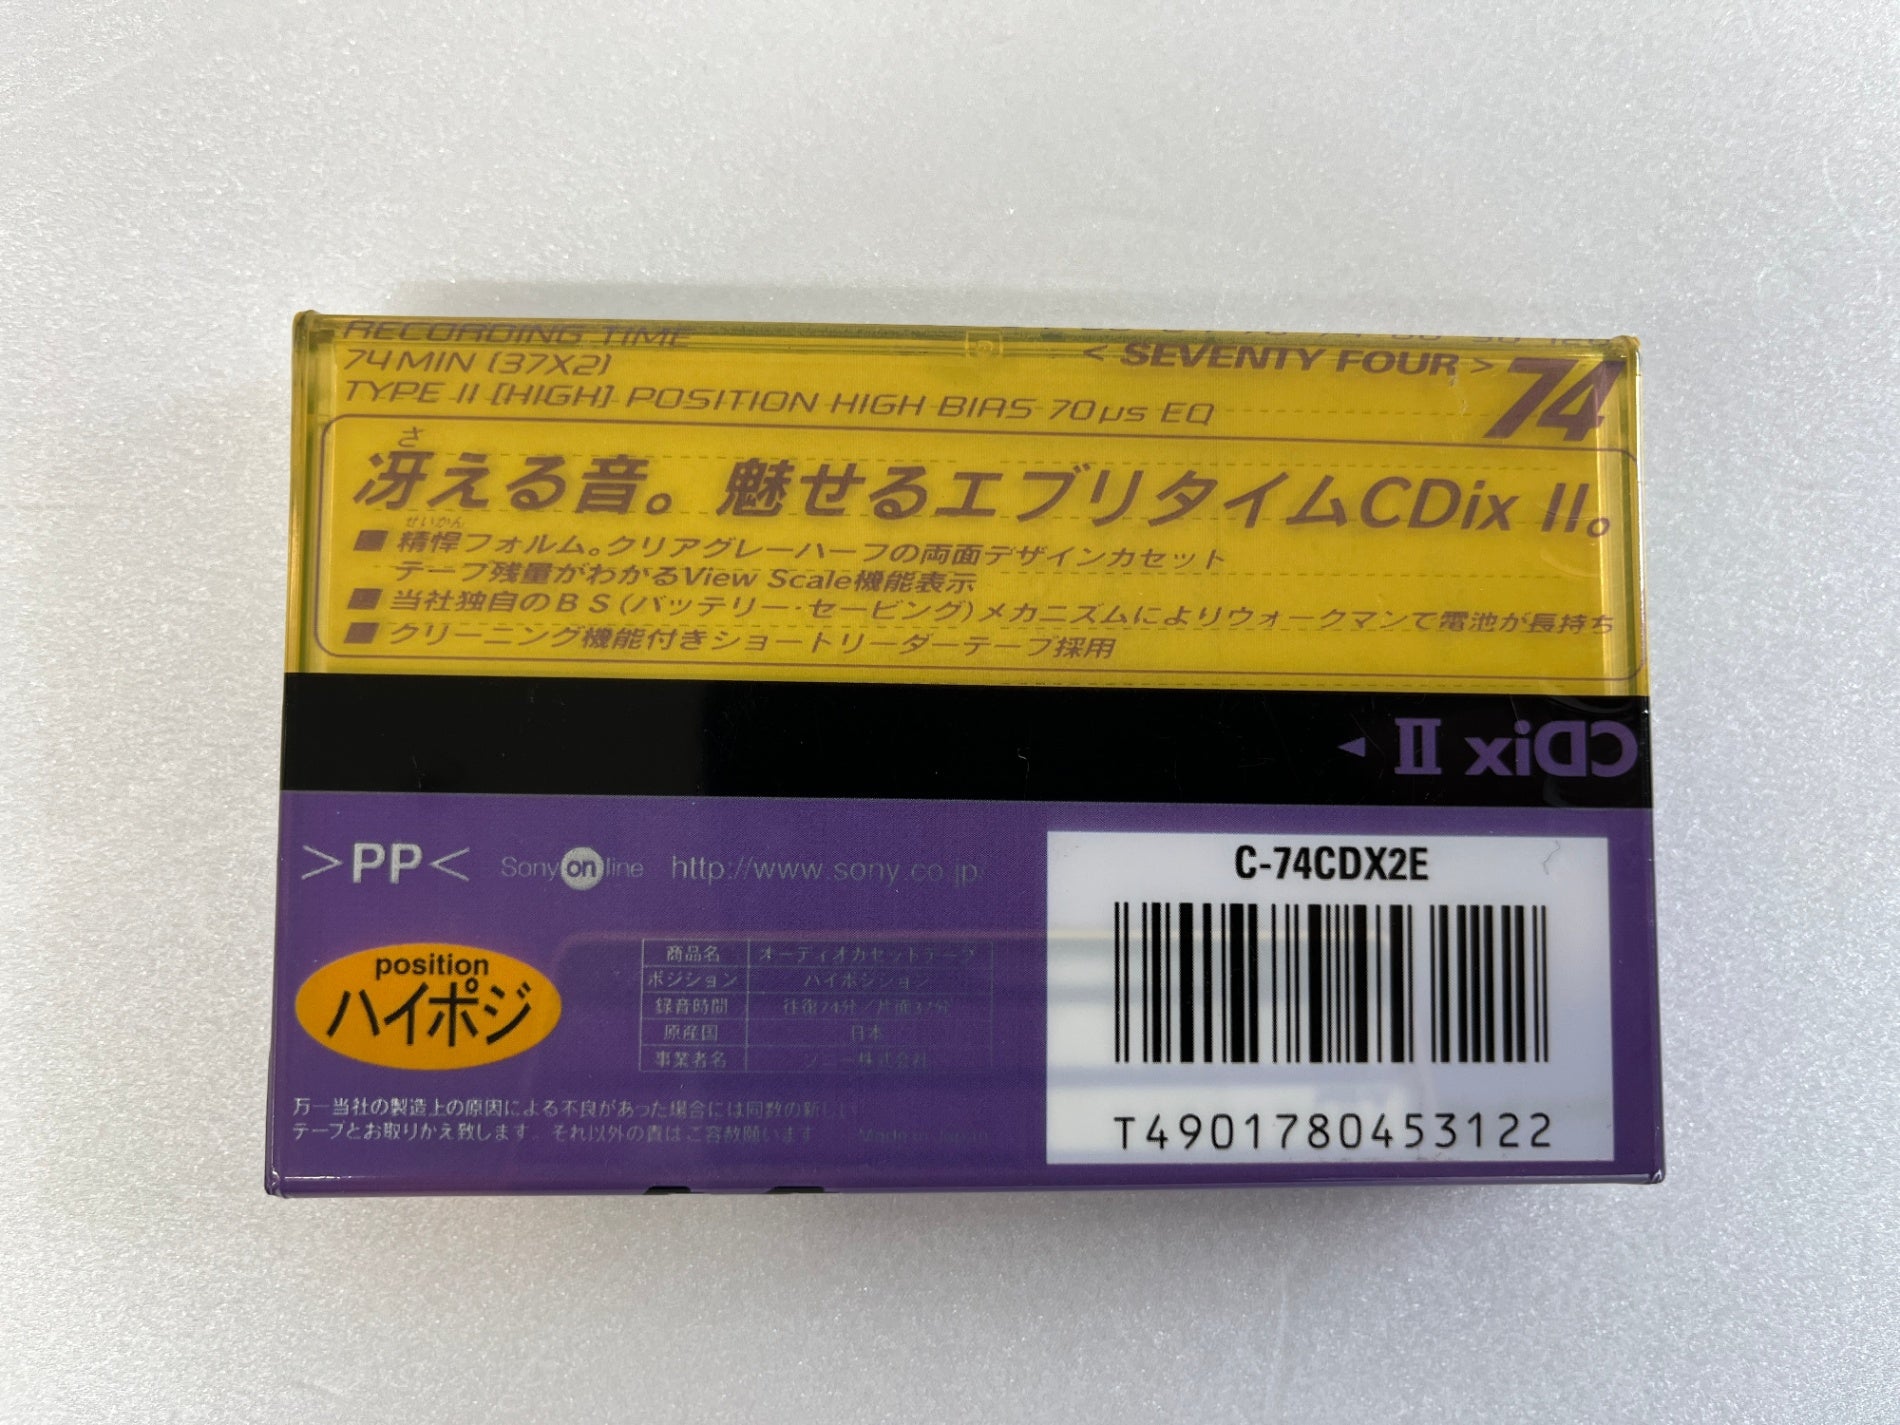 RECORDING TIME
74MIN (37X2)
TYPE II [HIGH] POSITION HIGH BIAS 70μs EQ
< SEVENTY FOUR > 74
さ
冴える音。魅せるエブリタイムCDix II。
せいかん
■ 精悍フォルム。クリアグレーハーフの両面デザインカセット
テープ残量がわかるView Scale機能表示
■ 当社独自のBS(バッテリー・セービング)メカニズムによりウォークマンで電池が長持ち
■ クリーニング機能付きショートリーダーテープ採用
CDix II
>PP< Sony on line http://www.sony.co.jp/
position
ハイポジ
商品名 オーディオカセットテープ
ポジション ハイポジション
録音時間 往復74分/片面37分
原産国 日本
事業者名 ソニー株式会社
万一当社の製造上の原因による不良があった場合には同数の新し
テープとお取りかえ致します。それ以外の責はご容赦願います。 Made in Japan
C-74CDX2E
T4901780453122